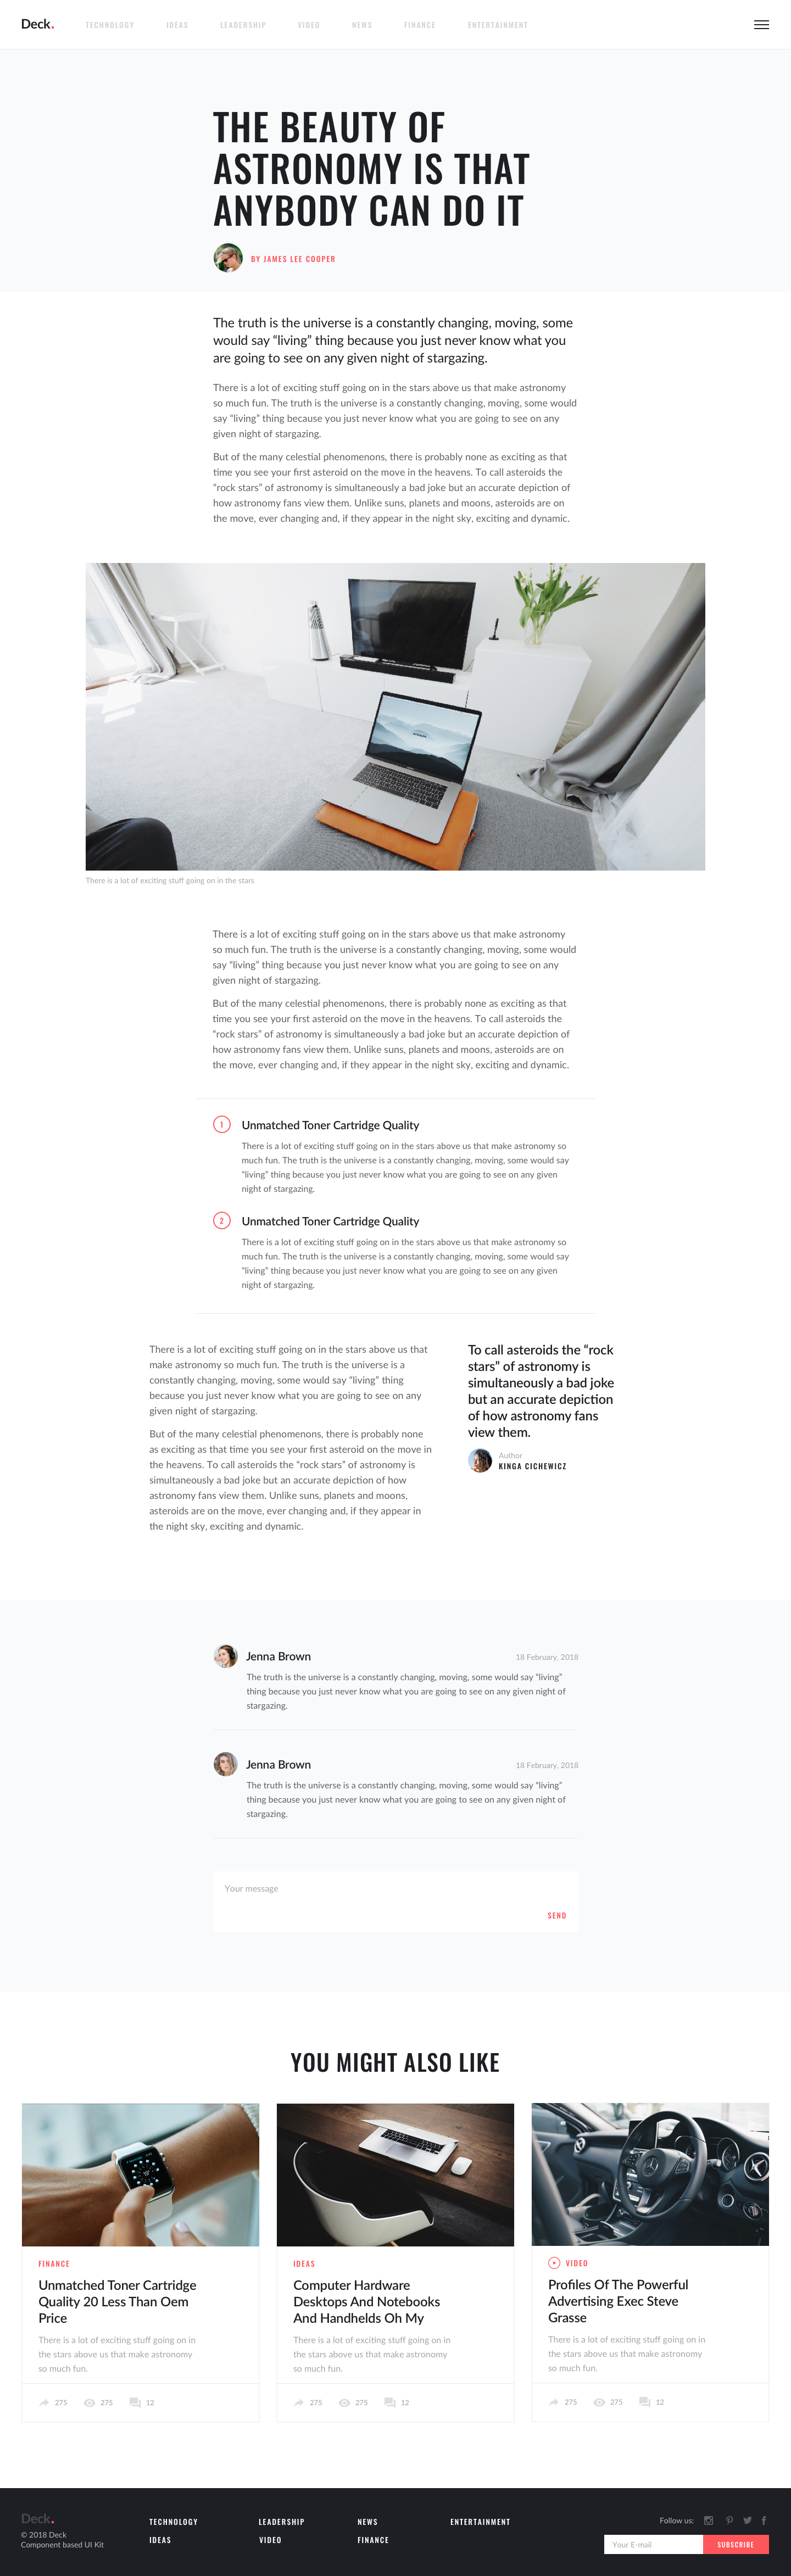 Deck.
TECHNOLOGY IDEAS LEADERSHIP VIDEO NEWS FINANCE ENTERTAINMENT
THE BEAUTY OF
ASTRONOMY IS THAT
ANYBODY CAN DO IT
BY JAMES LEE COOPER
The truth is the universe is a constantly changing, moving, some
would say “living” thing because you just never know what you
are going to see on any given night of stargazing.
There is a lot of exciting stuff going on in the stars above us that make astronomy
so much fun. The truth is the universe is a constantly changing, moving, some would
say “living” thing because you just never know what you are going to see on any
given night of stargazing.
But of the many celestial phenomenons, there is probably none as exciting as that
time you see your first asteroid on the move in the heavens. To call asteroids the
“rock stars” of astronomy is simultaneously a bad joke but an accurate depiction of
how astronomy fans view them. Unlike suns, planets and moons, asteroids are on
the move, ever changing and, if they appear in the night sky, exciting and dynamic.
There is a lot of exciting stuff going on in the stars
There is a lot of exciting stuff going on in the stars above us that make astronomy
so much fun. The truth is the universe is a constantly changing, moving, some would
say “living” thing because you just never know what you are going to see on any
given night of stargazing.
But of the many celestial phenomenons, there is probably none as exciting as that
time you see your first asteroid on the move in the heavens. To call asteroids the
“rock stars” of astronomy is simultaneously a bad joke but an accurate depiction of
how astronomy fans view them. Unlike suns, planets and moons, asteroids are on
the move, ever changing and, if they appear in the night sky, exciting and dynamic.
1 Unmatched Toner Cartridge Quality
There is a lot of exciting stuff going on in the stars above us that make astronomy so
much fun. The truth is the universe is a constantly changing, moving, some would say
“living” thing because you just never know what you are going to see on any given
night of stargazing.
2 Unmatched Toner Cartridge Quality
There is a lot of exciting stuff going on in the stars above us that make astronomy so
much fun. The truth is the universe is a constantly changing, moving, some would say
“living” thing because you just never know what you are going to see on any given
night of stargazing.
There is a lot of exciting stuff going on in the stars above us that
make astronomy so much fun. The truth is the universe is a
constantly changing, moving, some would say “living” thing
because you just never know what you are going to see on any
given night of stargazing.
But of the many celestial phenomenons, there is probably none
as exciting as that time you see your first asteroid on the move in
the heavens. To call asteroids the “rock stars” of astronomy is
simultaneously a bad joke but an accurate depiction of how
astronomy fans view them. Unlike suns, planets and moons,
asteroids are on the move, ever changing and, if they appear in
the night sky, exciting and dynamic.
To call asteroids the “rock
stars” of astronomy is
simultaneously a bad joke
but an accurate depiction
of how astronomy fans
view them.
Author
KINGA CICHEWICZ
Jenna Brown 18 February, 2018
The truth is the universe is a constantly changing, moving, some would say “living”
thing because you just never know what you are going to see on any given night of
stargazing.
Jenna Brown 18 February, 2018
The truth is the universe is a constantly changing, moving, some would say “living”
thing because you just never know what you are going to see on any given night of
stargazing.
Your message
SEND
YOU MIGHT ALSO LIKE
FINANCE
Unmatched Toner Cartridge
Quality 20 Less Than Oem
Price
There is a lot of exciting stuff going on in
the stars above us that make astronomy
so much fun.
275 275 12
IDEAS
Computer Hardware
Desktops And Notebooks
And Handhelds Oh My
There is a lot of exciting stuff going on in
the stars above us that make astronomy
so much fun.
275 275 12
VIDEO
Profiles Of The Powerful
Advertising Exec Steve
Grasse
There is a lot of exciting stuff going on in
the stars above us that make astronomy
so much fun.
275 275 12
Deck.
© 2018 Deck
Component based UI Kit
TECHNOLOGY LEADERSHIP NEWS ENTERTAINMENT
IDEAS VIDEO FINANCE
Follow us:
Your E-mail SUBSCRIBE